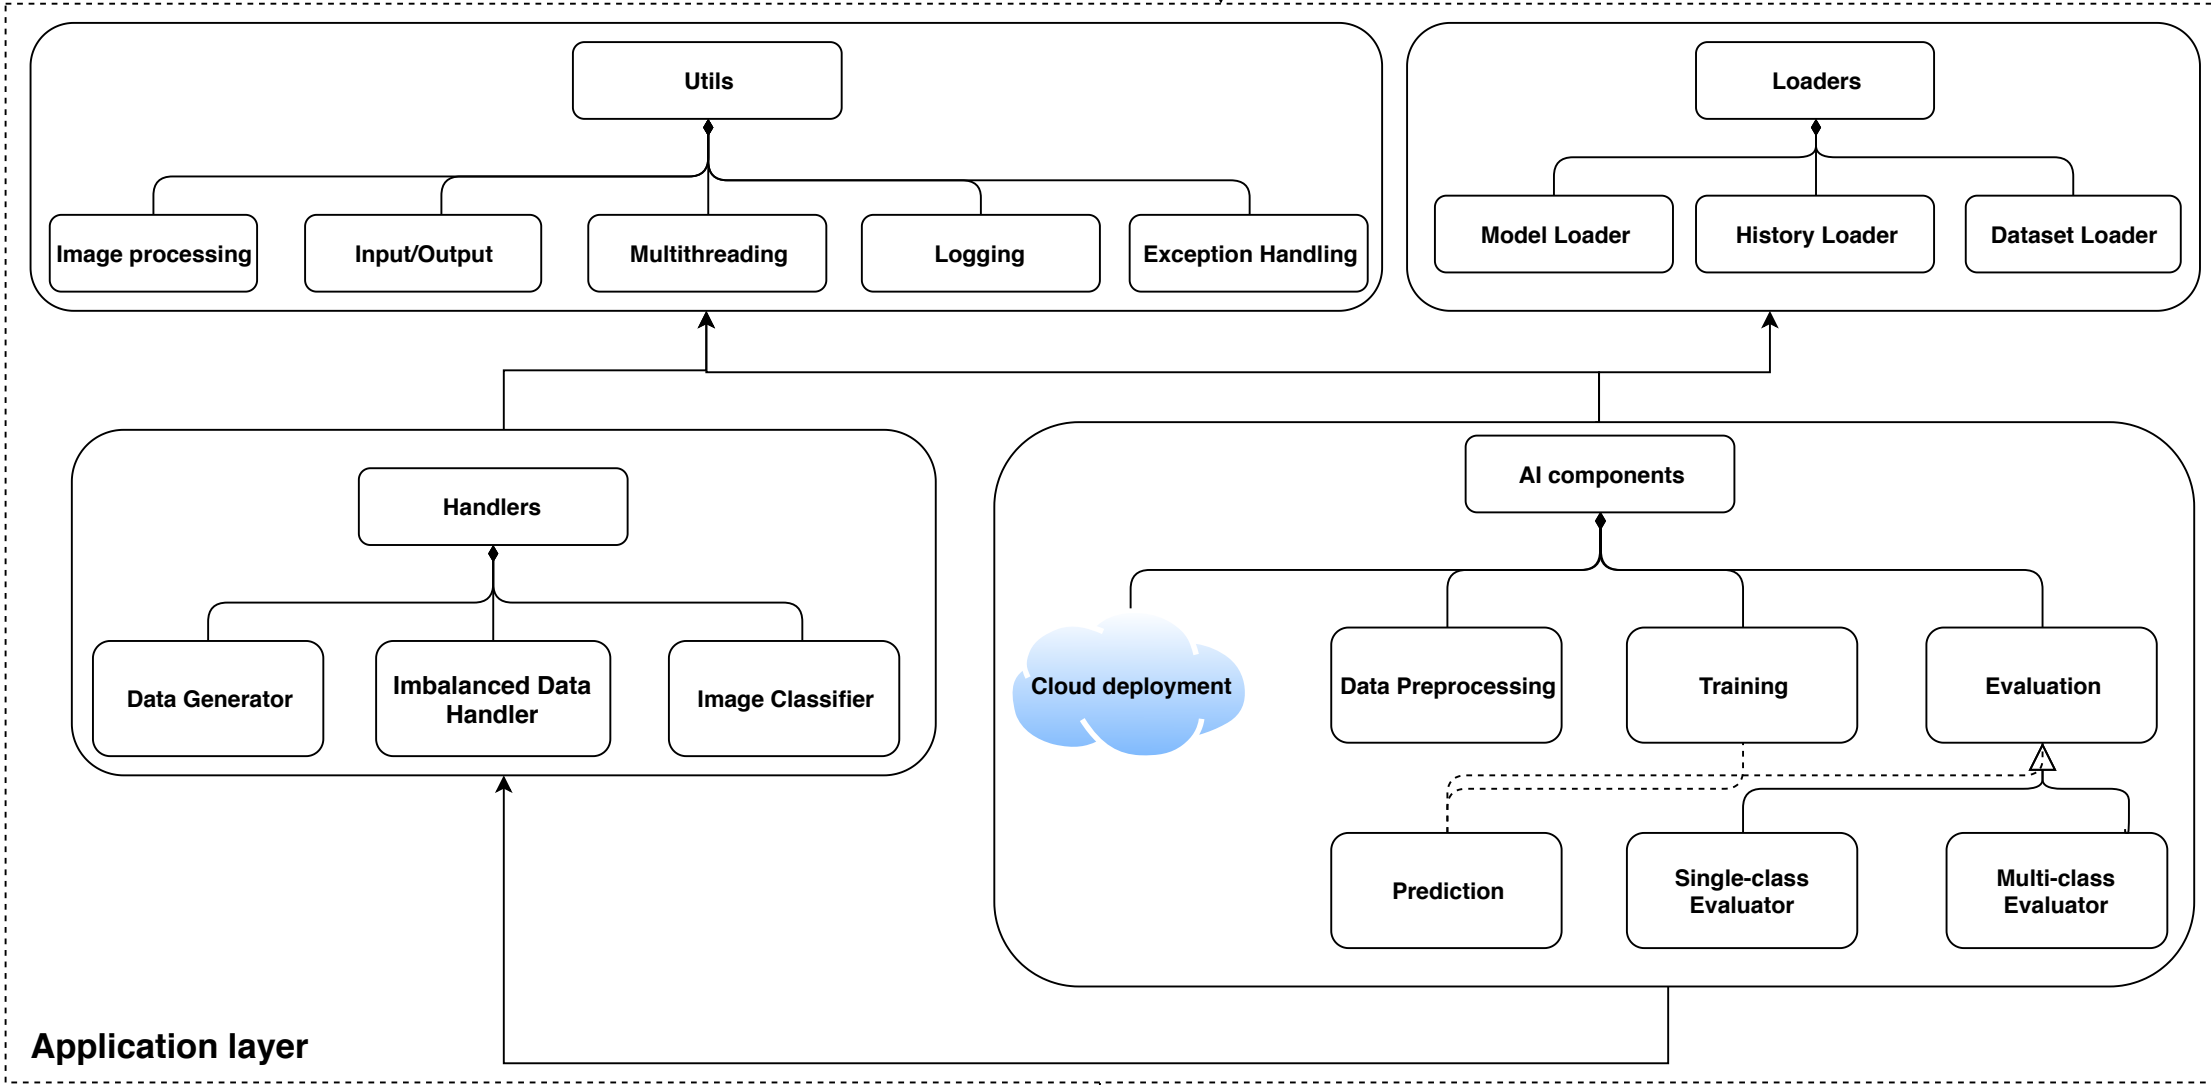 Utils
Loaders
Image processing
Input/Output
Multithreading
Logging
Exception Handling
Model Loader
History Loader
Dataset Loader
Handlers
AI components
Data Generator
Imbalanced Data
Handler
Image Classifier
Cloud deployment
Data Preprocessing
Training
Evaluation
Prediction
Single-class
Evaluator
Multi-class
Evaluator
Application layer